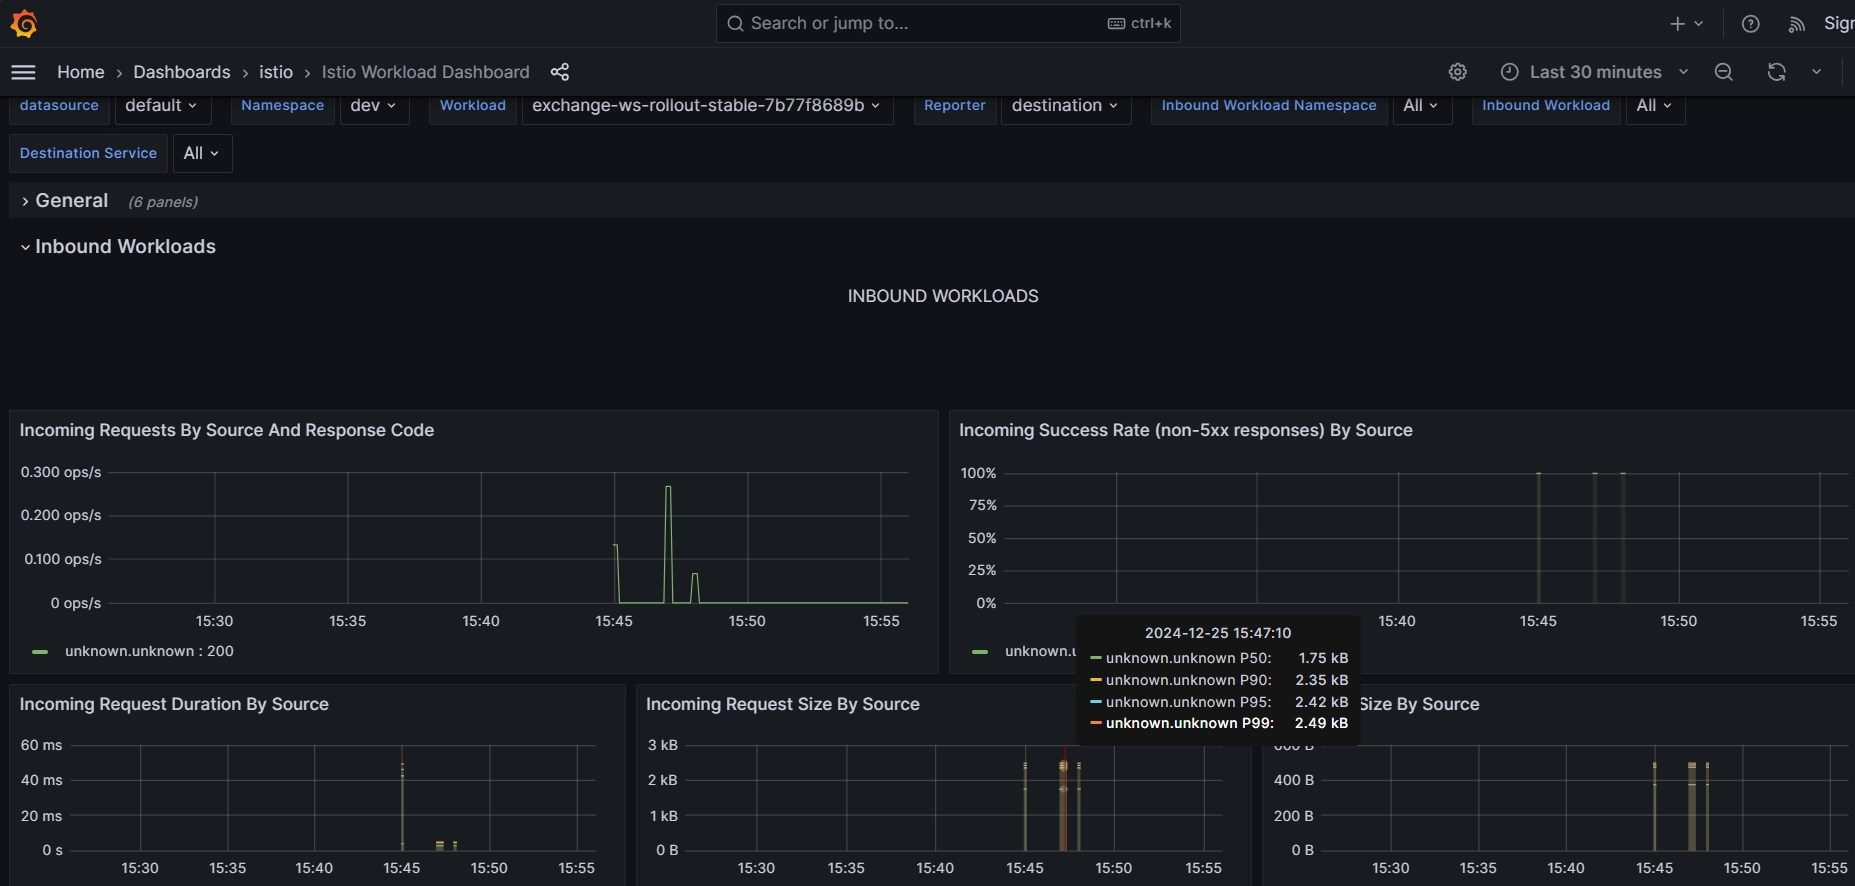 Search or jump to... ctrl+k Sign
Home › Dashboards › istio › Istio Workload Dashboard Last 30 minutes
datasource default Namespace dev Workload exchange-ws-rollout-stable-7b77f8689b Reporter destination Inbound Workload Namespace All Inbound Workload All
Destination Service All
General (6 panels)
Inbound Workloads
INBOUND WORKLOADS
Incoming Requests By Source And Response Code
0.300 ops/s
0.200 ops/s
0.100 ops/s
0 ops/s
15:30 15:35 15:40 15:45 15:50 15:55
unknown.unknown : 200
Incoming Success Rate (non-5xx responses) By Source
100%
75%
50%
25%
0%
15:40 15:45 15:50 15:55
unknown.u
2024-12-25 15:47:10
unknown.unknown P50: 1.75 kB
unknown.unknown P90: 2.35 kB
unknown.unknown P95: 2.42 kB
unknown.unknown P99: 2.49 kB
Incoming Request Duration By Source
60 ms
40 ms
20 ms
0 s
15:30 15:35 15:40 15:45 15:50 15:55
Incoming Request Size By Source
3 kB
2 kB
1 kB
0 B
15:30 15:35 15:40 15:45 15:50 15:55
Size By Source
600 B
400 B
200 B
0 B
15:30 15:35 15:40 15:45 15:50 15:55